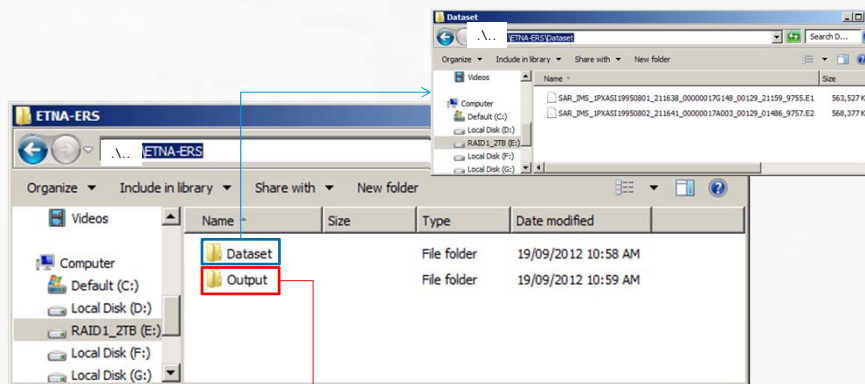 Dataset
.\.. \ETNA-ERS\Dataset
Search D...
Organize Include in library Share with New folder
Videos
Computer
Default (C:)
Local Disk (D:)
RAID1_2TB (E:)
Local Disk (F:)
Local Disk (G:)
Name Size
SAR_IMS_1PXASI19950801_211638_00000017G148_00129_21159_9755.E1 563,527 K
SAR_IMS_1PXASI19950802_211641_00000017A003_00129_01486_9757.E2 568,377 K
ETNA-ERS
.\.. \ETNA-ERS
Organize Include in library Share with New folder
Videos
Computer
Default (C:)
Local Disk (D:)
RAID1_2TB (E:)
Local Disk (F:)
Local Disk (G:)
Name Size Type Date modified
Dataset File folder 19/09/2012 10:58 AM
Output File folder 19/09/2012 10:59 AM